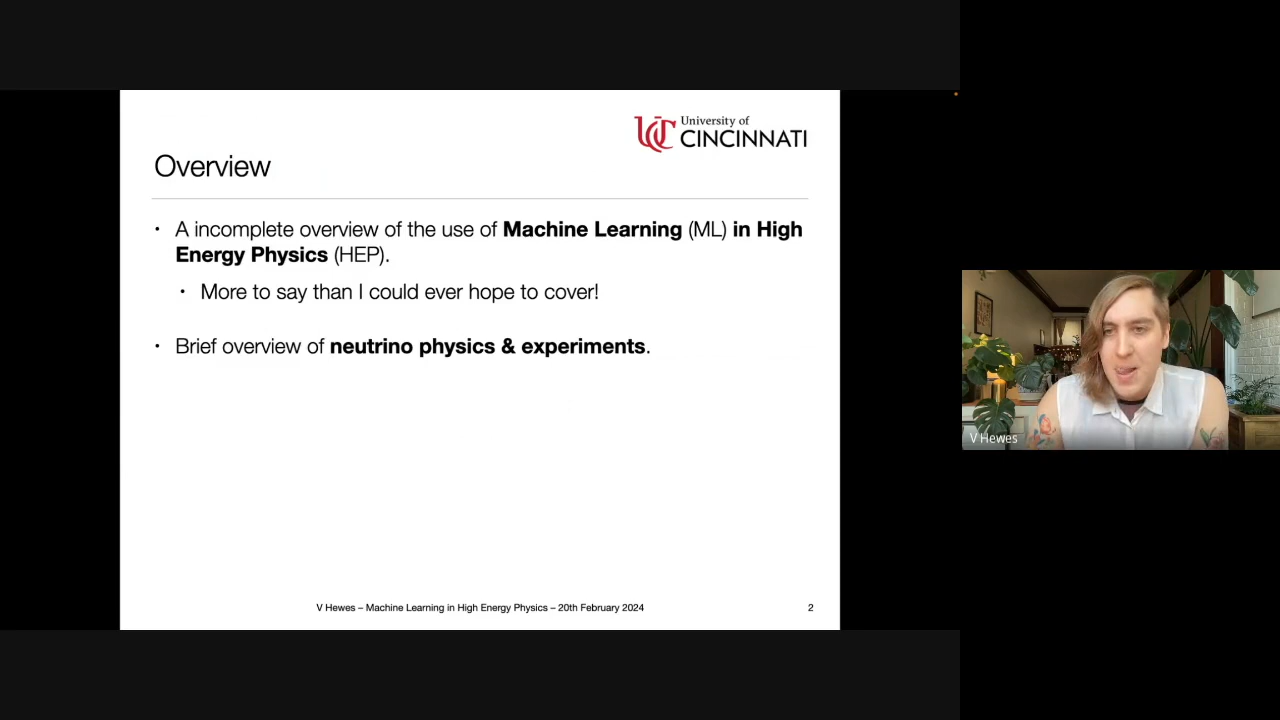 University of
CINCINNATI
Overview
• A incomplete overview of the use of Machine Learning (ML) in High
Energy Physics (HEP).
• More to say than I could ever hope to cover!
• Brief overview of neutrino physics & experiments.
V Hewes – Machine Learning in High Energy Physics – 20th February 2024
2
V Hewes